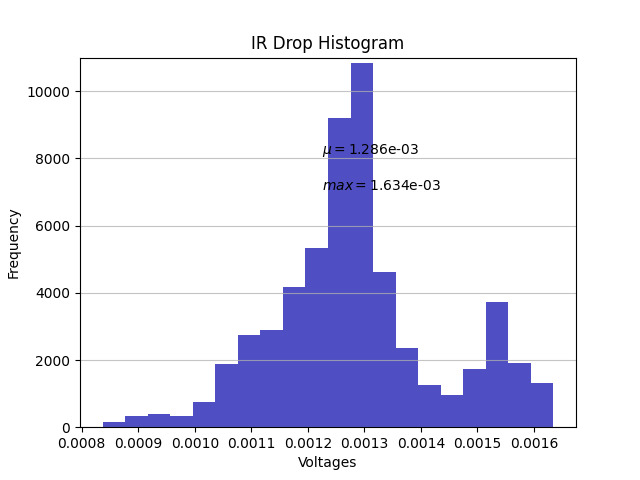 IR Drop Histogram
10000
8000
6000
4000
2000
0
Frequency
μ = 1.286e-03
max = 1.634e-03
0.0008 0.0009 0.0010 0.0011 0.0012 0.0013 0.0014 0.0015 0.0016
Voltages